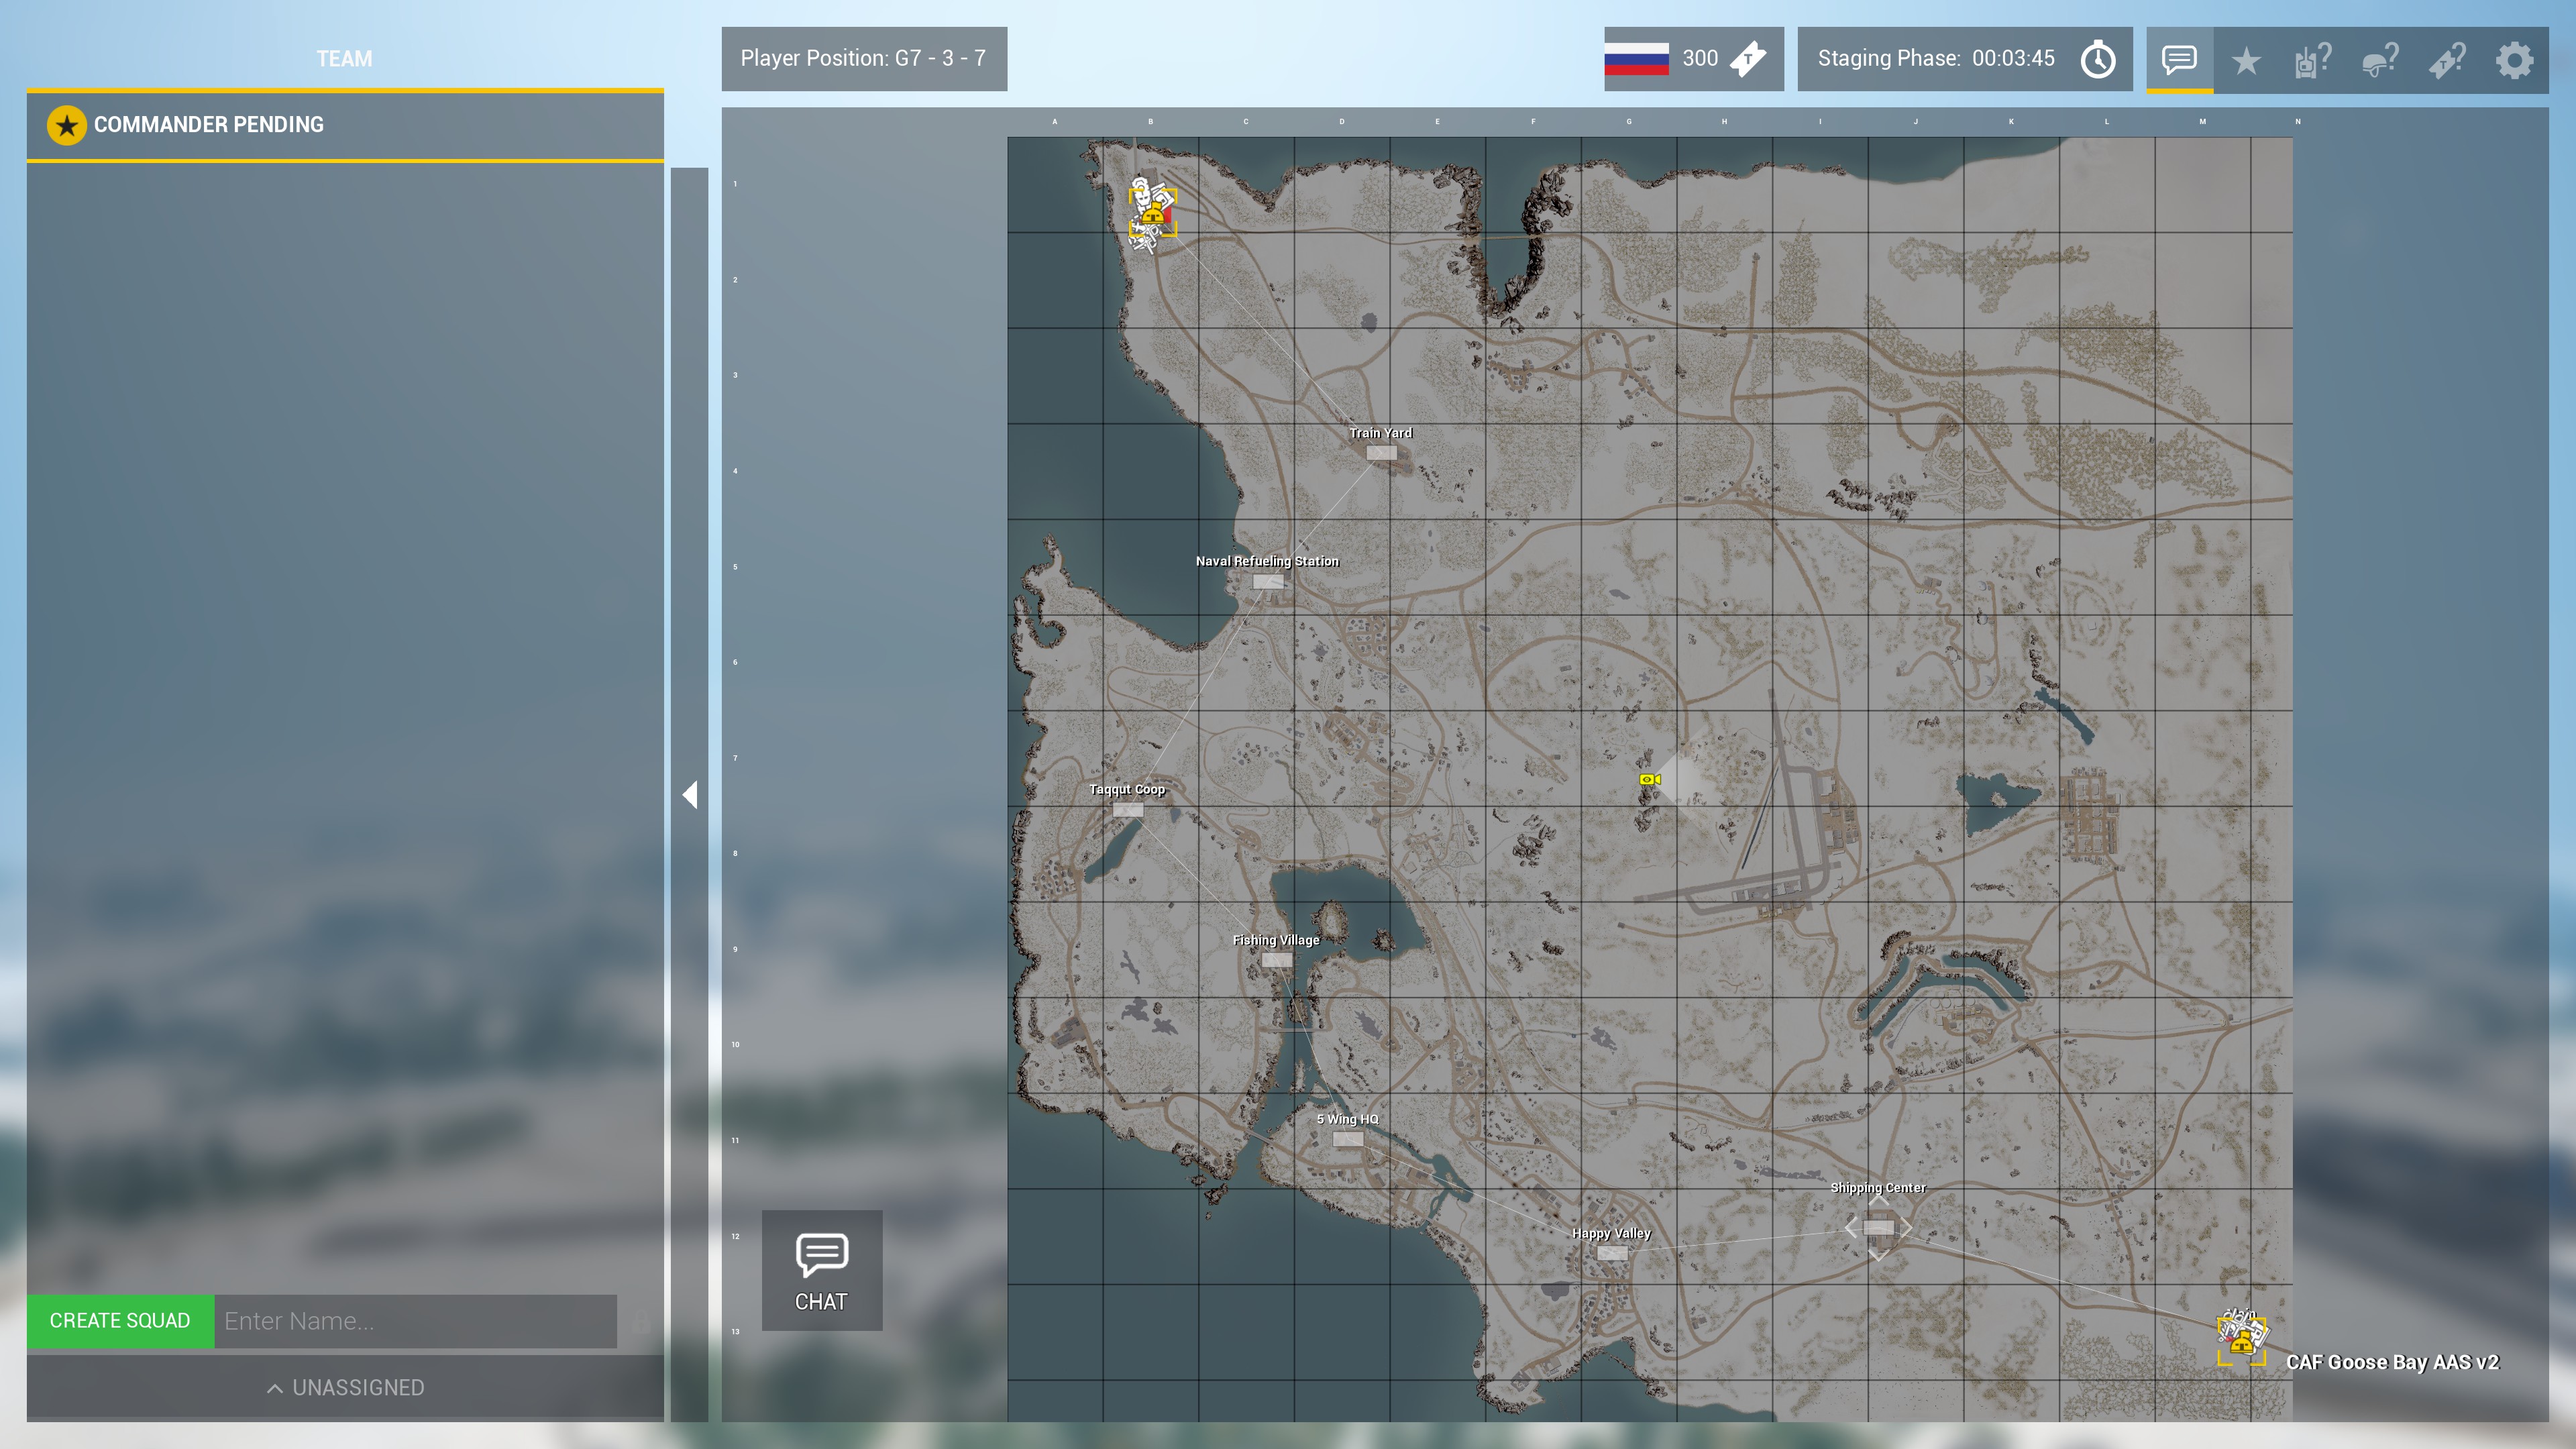 TEAM
Player Position: G7 - 3 - 7
300
T
Staging Phase: 00:03:45
COMMANDER PENDING
A B C D E F G H I J K L M N
1
2
3
Train Yard
4
Naval Refueling Station
5
6
7
Taqqut Coop
8
Fishing Village
9
10
5 Wing HQ
11
Shipping Center
Happy Valley
12
CHAT
Main
CREATE SQUAD
Enter Name...
13
CAF Goose Bay AAS v2
UNASSIGNED